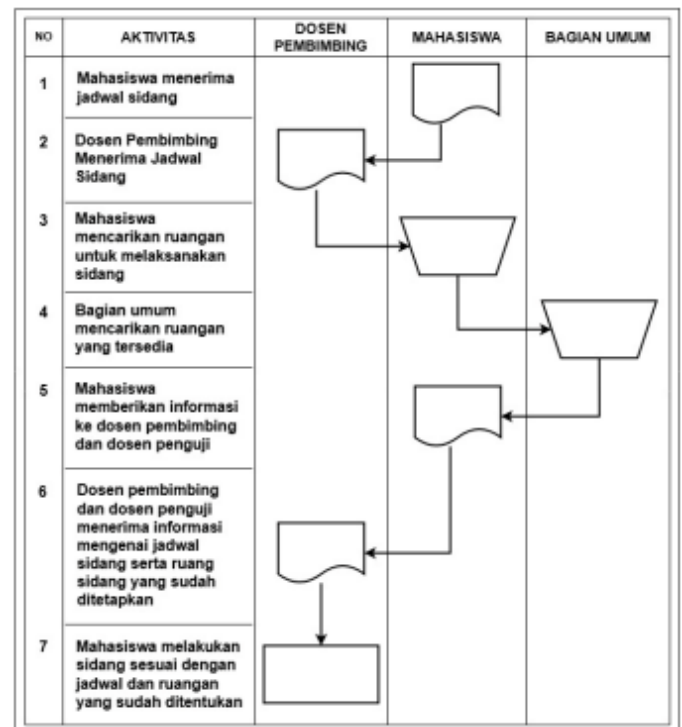 NO
AKTIVITAS
DOSEN
PEMBIMBING
MAHASISWA
BAGIAN UMUM
1
Mahasiswa menerima
jadwal sidang
2
Dosen Pembimbing
Menerima Jadwal
Sidang
3
Mahasiswa
mencarikan ruangan
untuk melaksanakan
sidang
4
Bagian umum
mencarikan ruangan
yang tersedia
5
Mahasiswa
memberikan informasi
ke dosen pembimbing
dan dosen penguji
6
Dosen pembimbing
dan dosen penguji
menerima informasi
mengenai jadwal
sidang serta ruang
sidang yang sudah
ditetapkan
7
Mahasiswa melakukan
sidang sesuai dengan
jadwal dan ruangan
yang sudah ditentukan